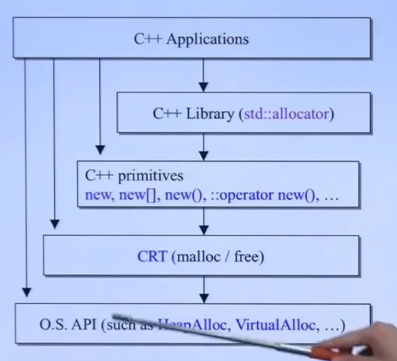 C++ Applications
C++ Library (std::allocator)
C++ primitives
new, new[], new(), ::operator new(), ...
CRT (malloc / free)
O.S. API (such as HeapAlloc, VirtualAlloc, ...)